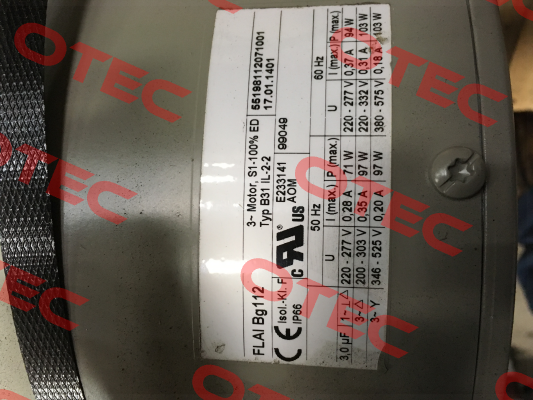 FLAI Bg112 3~ Motor, S1-100% ED 55198112071001
Typ B31 IL-2-2 17.01.1401
CE Isol.-Kl. F E233141 99049
IP66 c RU® US AOM
50 Hz 60 Hz
U I (max.) P (max.) U I (max.) P (max.)
3,0 µF 1~⊥△ 220 - 277 V 0,28 A 71 W 220 - 277 V 0,37 A 94 W
3~△ 200 - 303 V 0,35 A 97 W 220 - 332 V 0,31 A 103 W
3~ Y 346 - 525 V 0,20 A 97 W 380 - 575 V 0,18 A 103 W
OTEC
OTEC
OTEC
OTEC
OTEC
OTEC